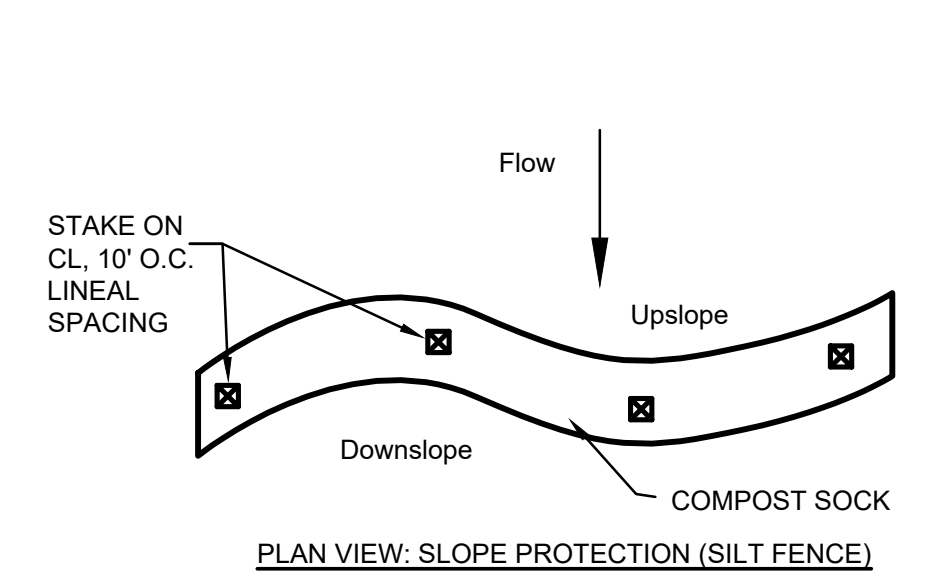 Flow
STAKE ON
CL, 10' O.C.
LINEAL
SPACING
Upslope
Downslope
COMPOST SOCK
PLAN VIEW: SLOPE PROTECTION (SILT FENCE)